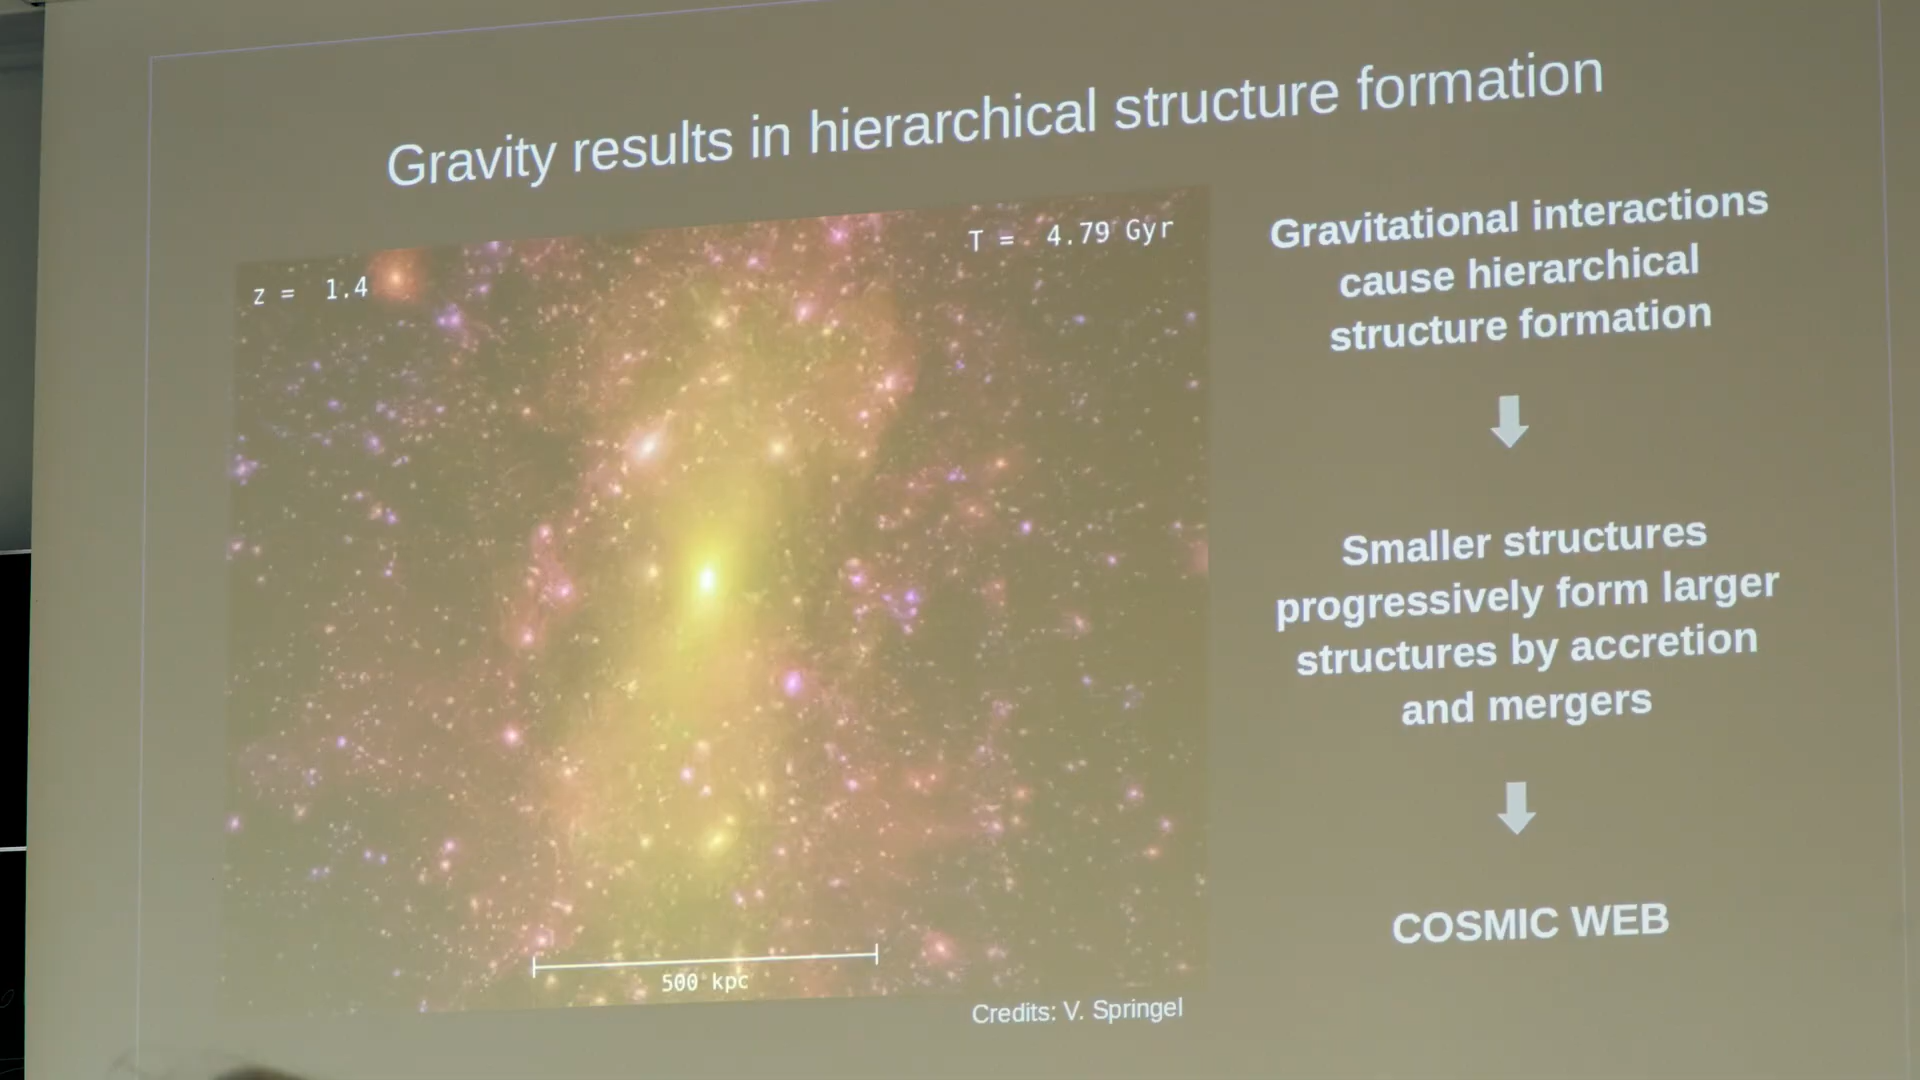 Gravity results in hierarchical structure formation
z = 1.4
T = 4.79 Gyr
500 kpc
Credits: V. Springel
Gravitational interactions
cause hierarchical
structure formation
Smaller structures
progressively form larger
structures by accretion
and mergers
COSMIC WEB